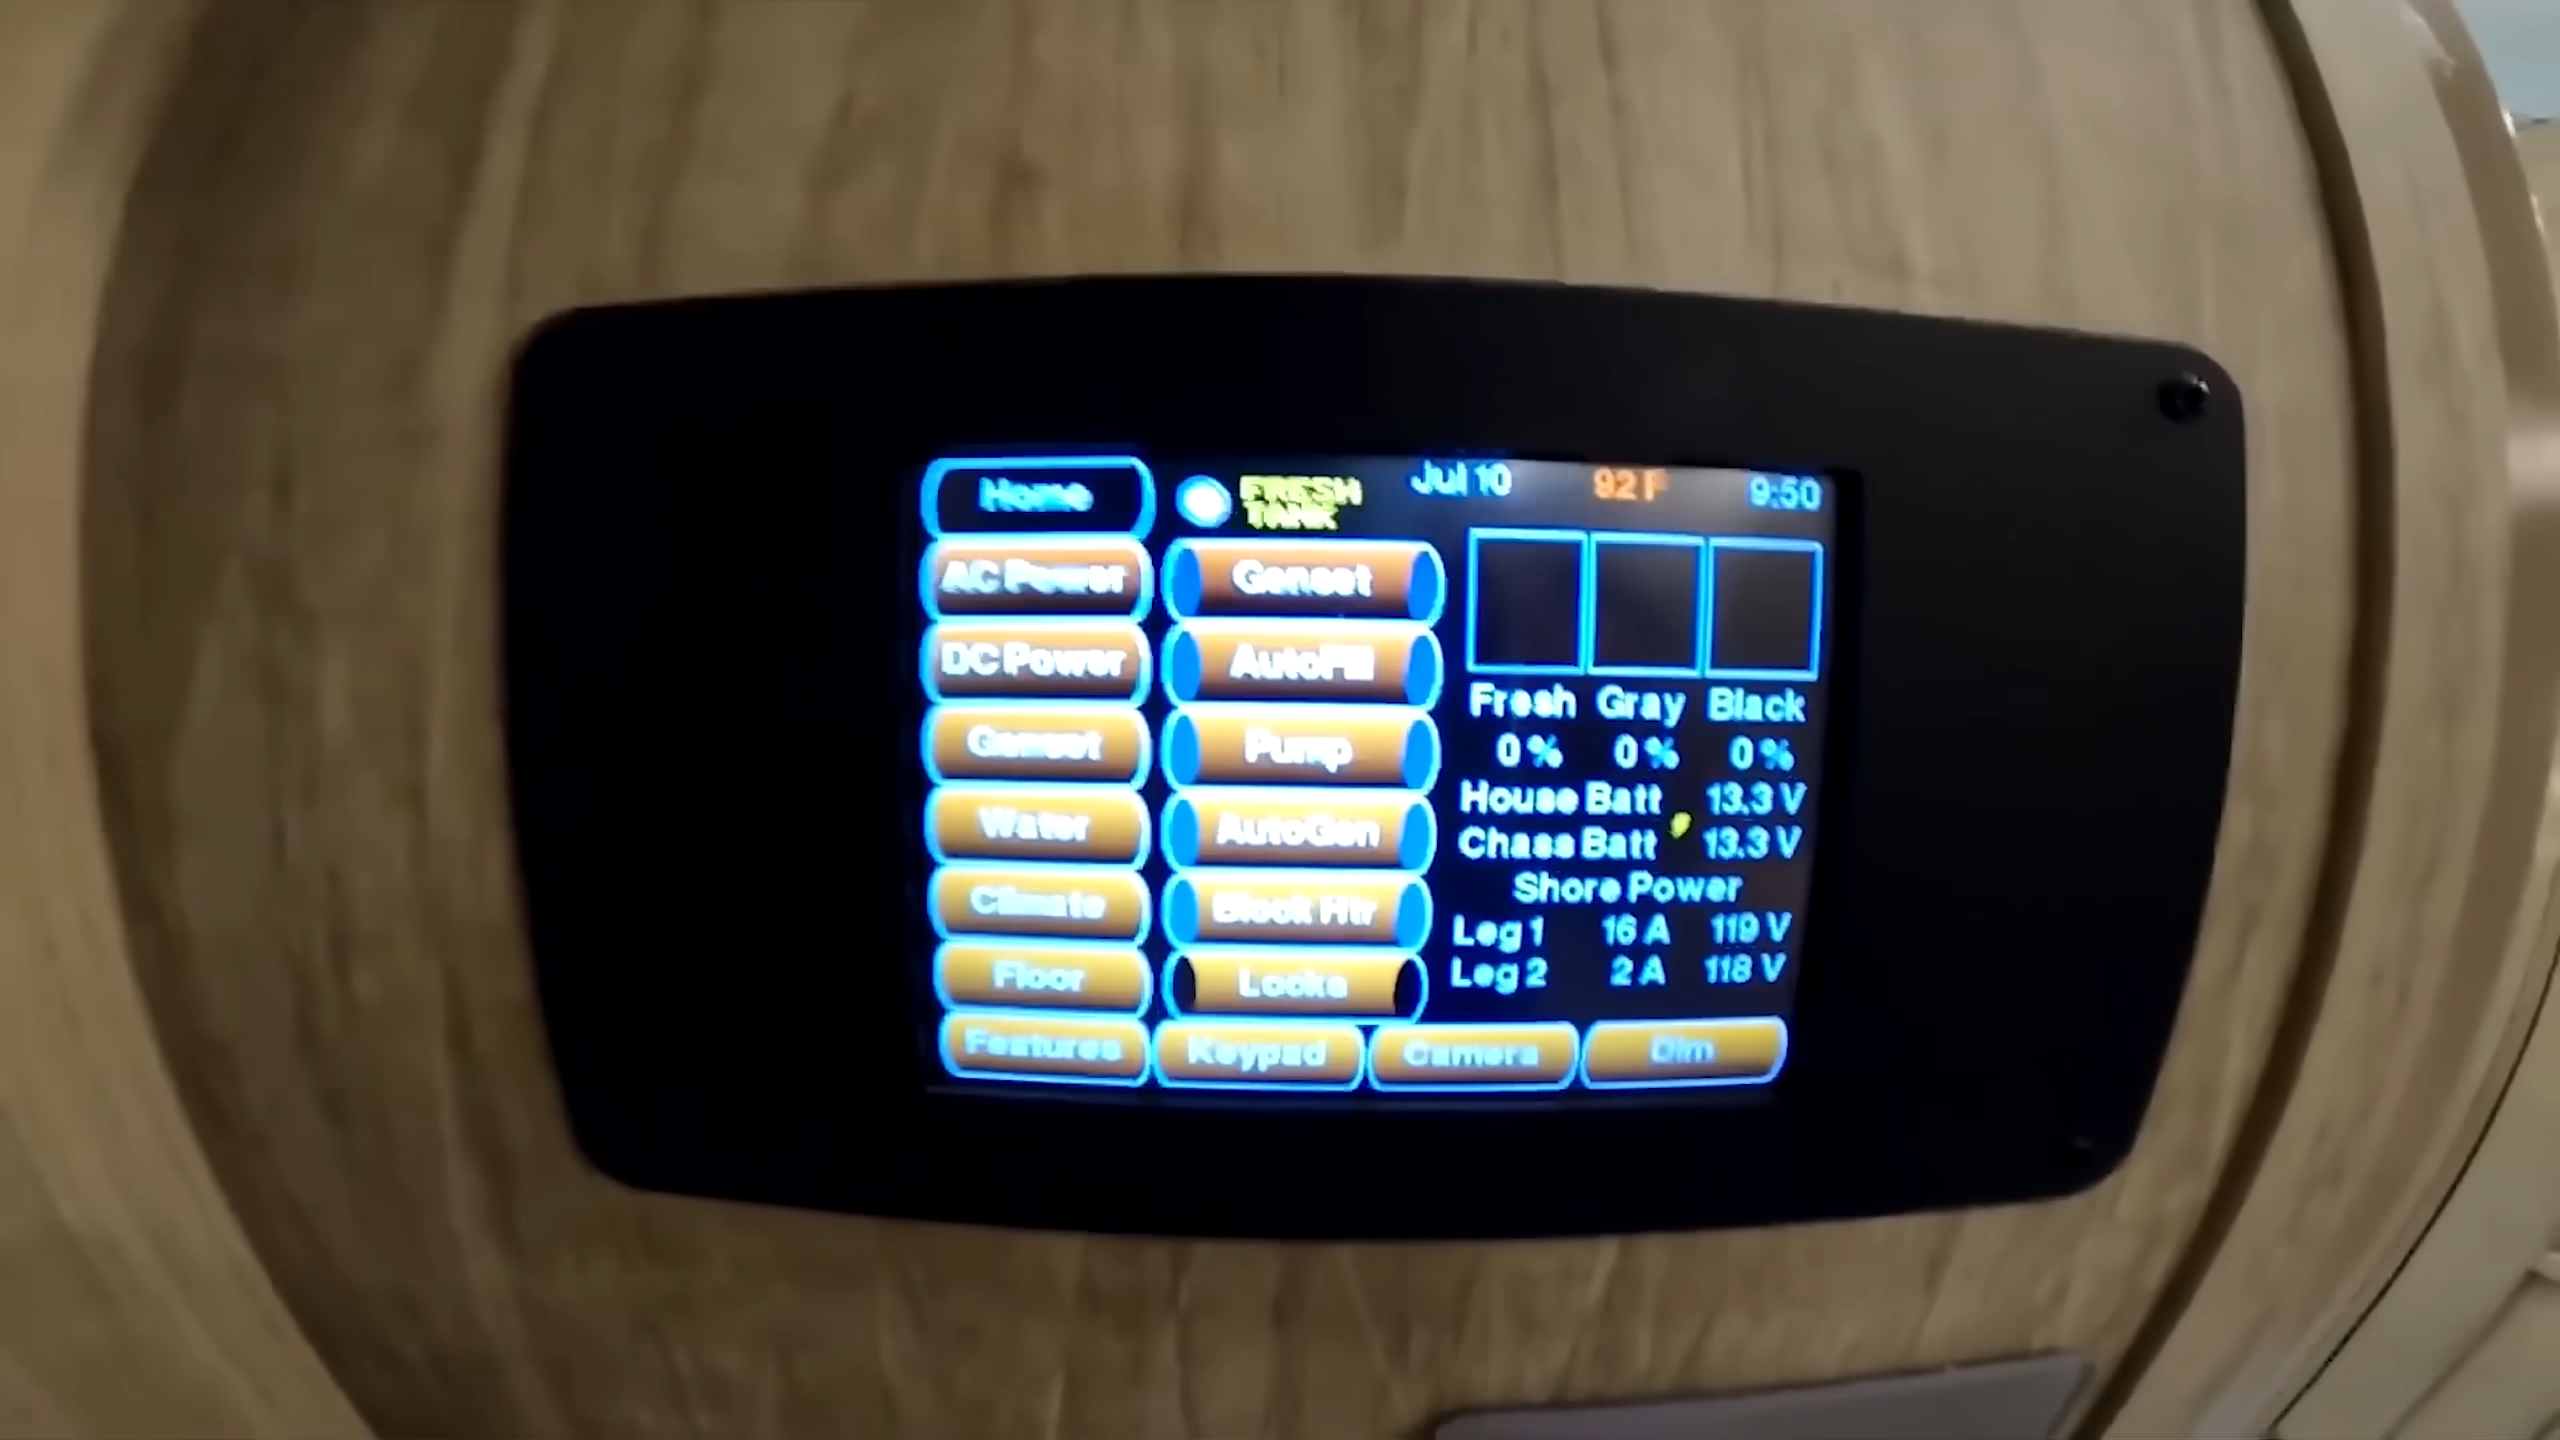 Home
AC Power
DC Power
Genset
Water
Climate
Floor
Features
FRESH
TANK
Jul 10 92 F 9:50
Genset
AutoFill
Pump
AutoGen
Block Htr
Locks
Keypad
Camera
Dim
Fresh Gray Black
0 % 0 % 0 %
House Batt 13.3 V
Chass Batt 13.3 V
Shore Power
Leg 1 16 A 119 V
Leg 2 2 A 118 V